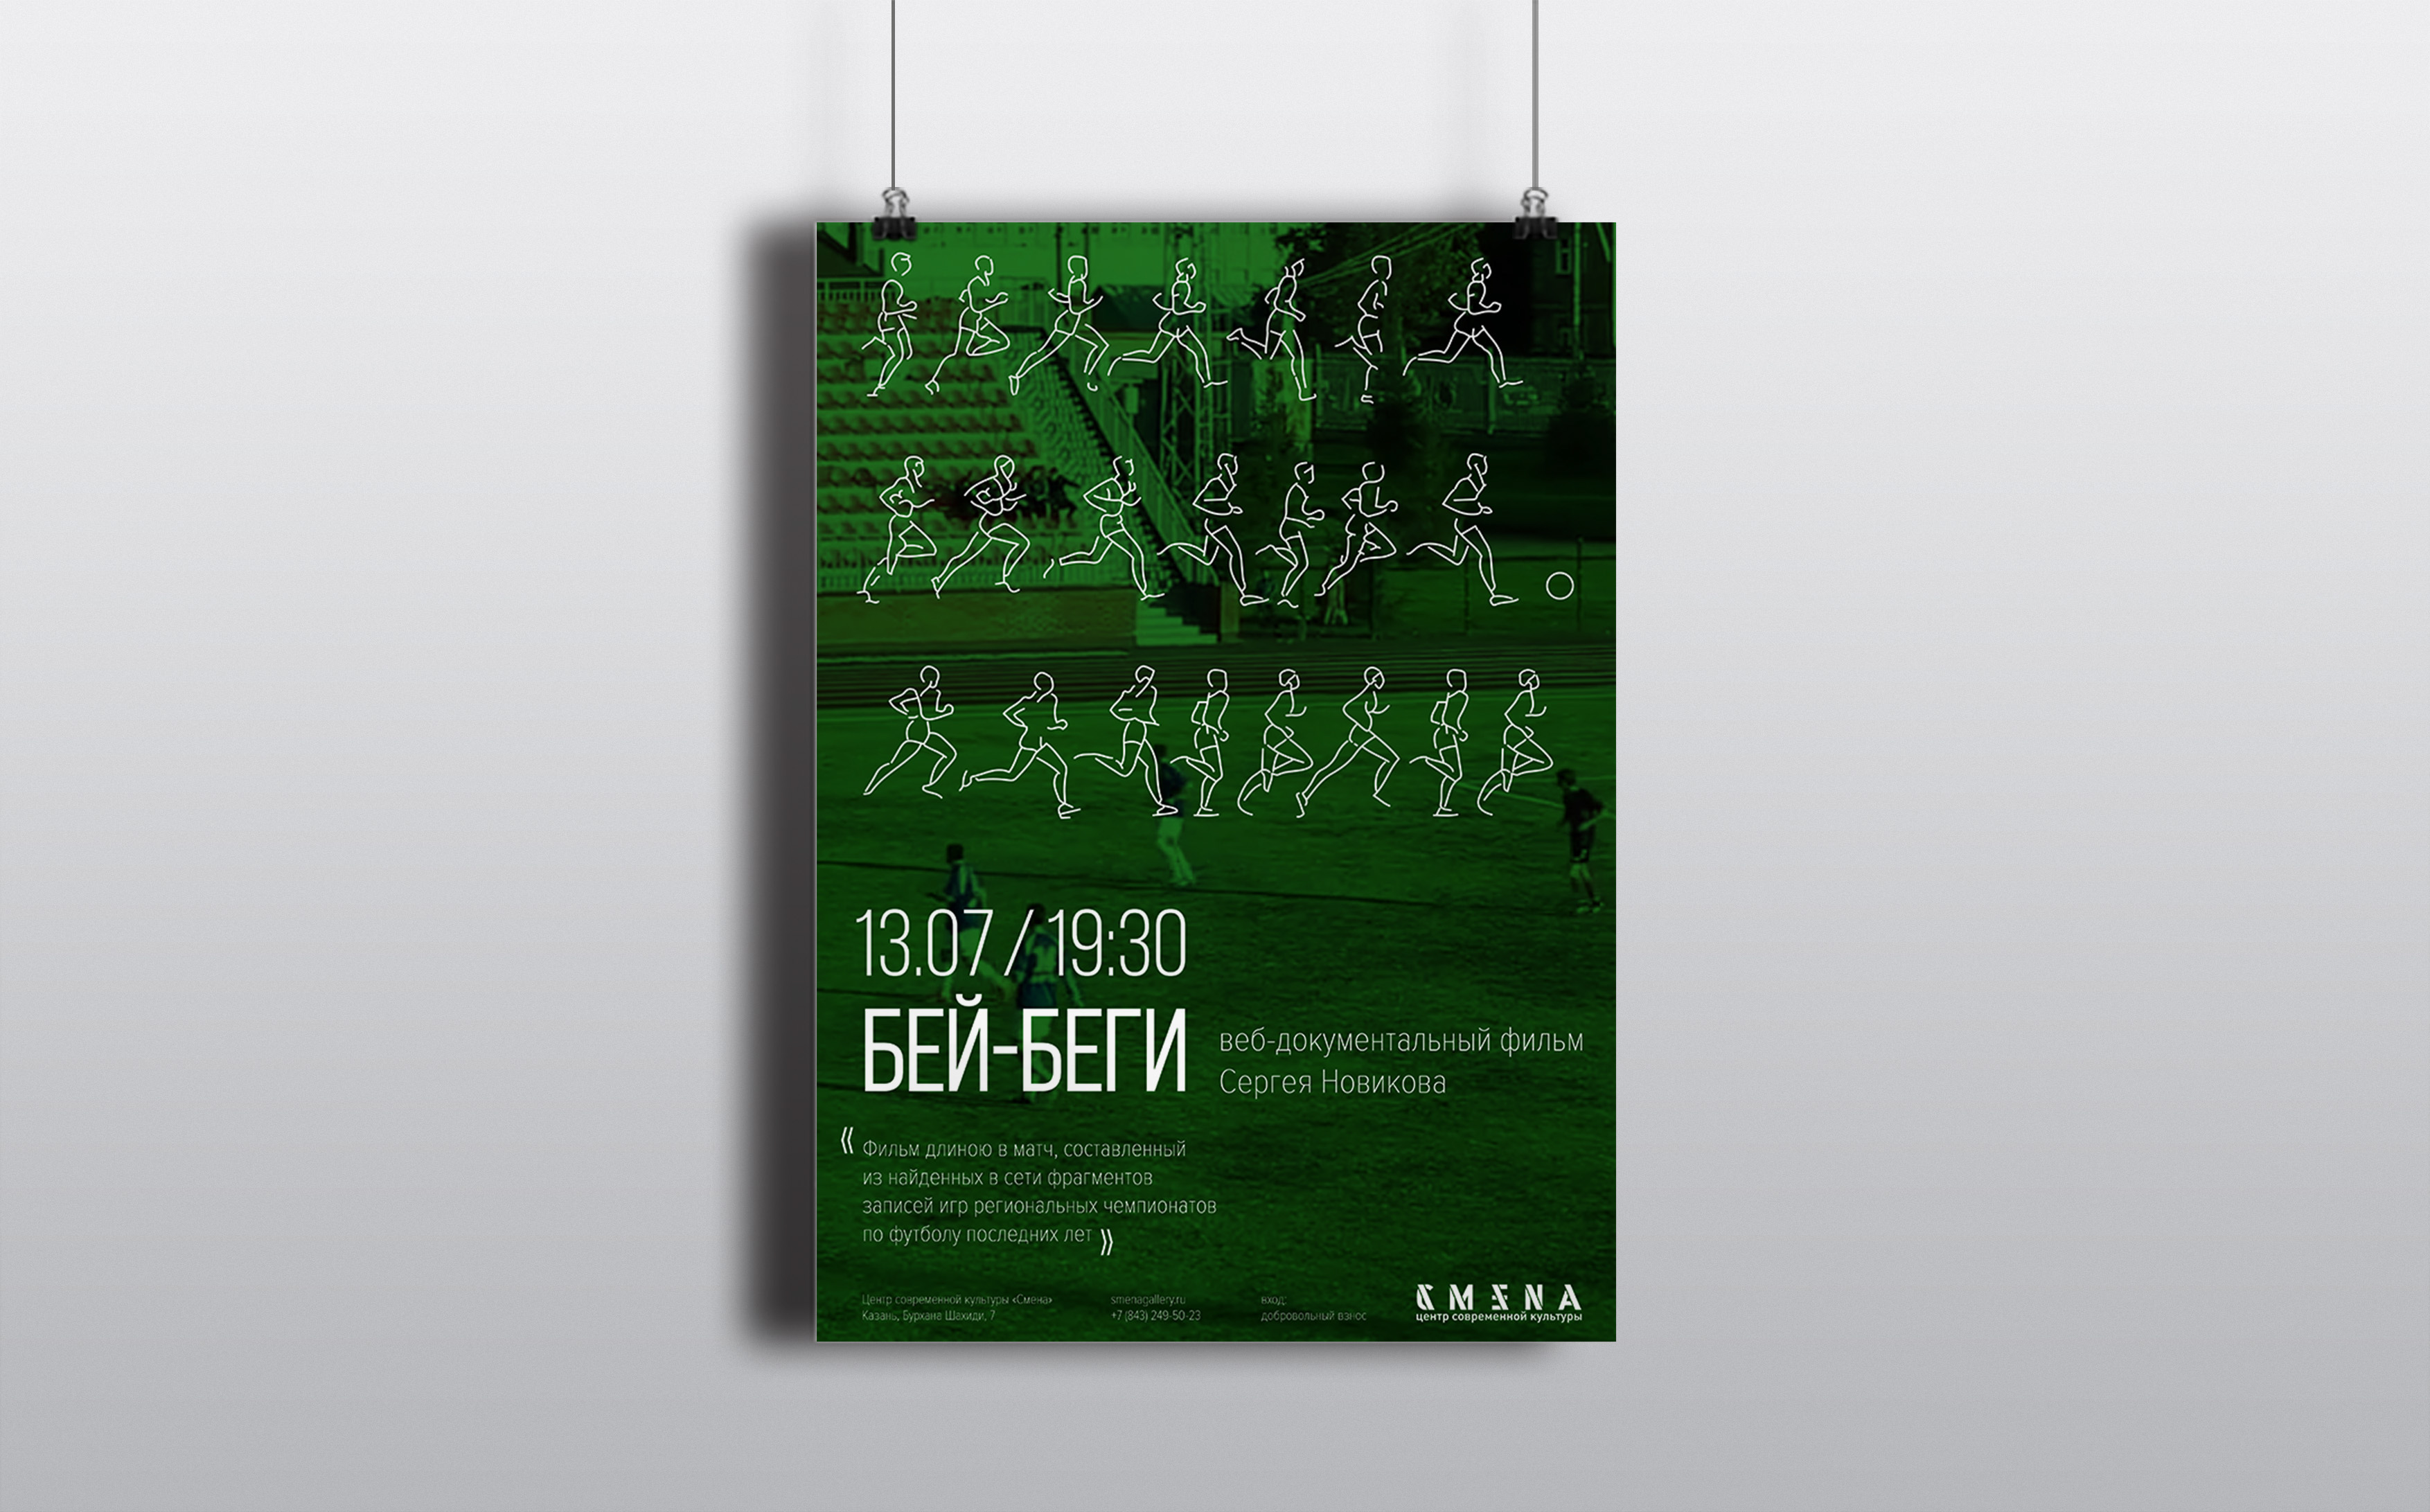 13.07 / 19:30
БЕЙ-БЕГИ
веб-документальный фильм
Сергея Новикова
« Фильм длиною в матч, составленный
из найденных в сети фрагментов
записей игр региональных чемпионатов
по футболу последних лет »
Центр современной культуры «Смена»
Казань, Бурхана Шахиди, 7
smenagallery.ru
+7 (843) 249-50-23
вход:
добровольный взнос
СМЕNА
центр современной культуры